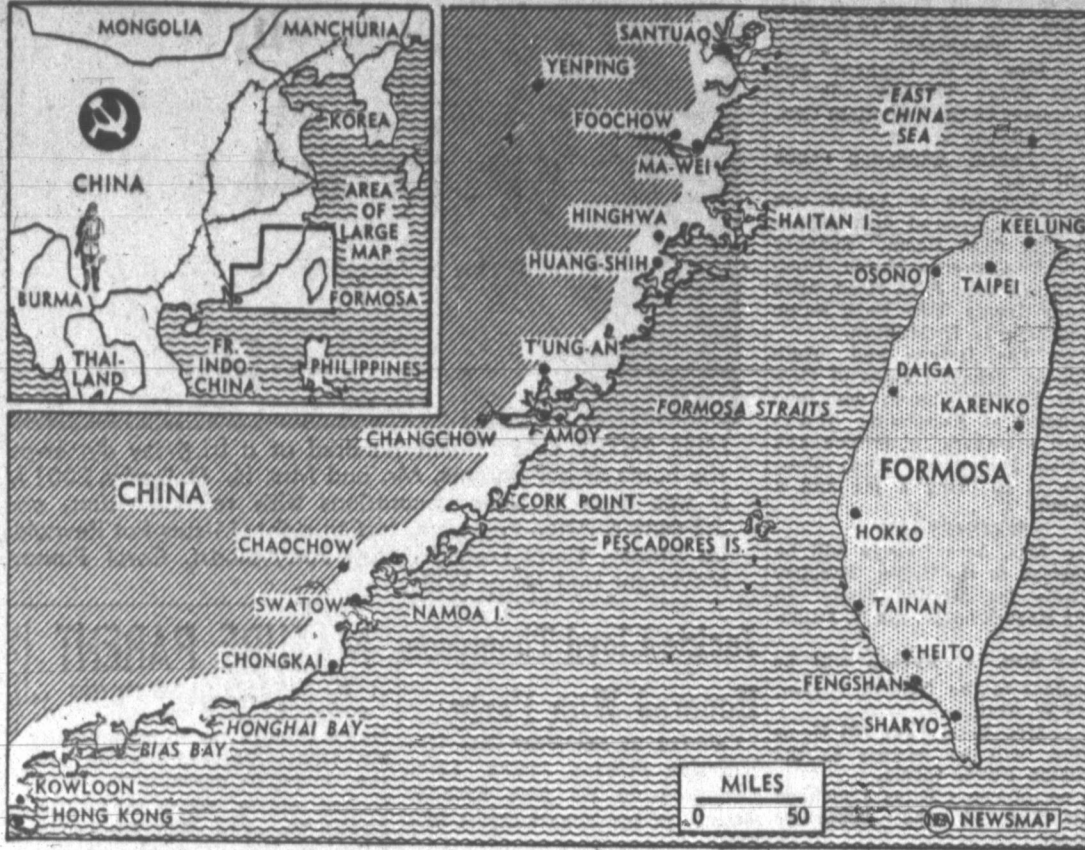 MONGOLIA
MANCHURIA
KOREA
CHINA
AREA
OF
LARGE
MAP
BURMA
FORMOSA
THAI-
LAND
FR.
INDO-
CHINA
PHILIPPINES
SANTUAO
YENPING
EAST
CHINA
SEA
FOOCHOW
MA-WEI
HINGHWA
HAITAN I.
KEELUNG
HUANG-SHIH
OSONO
TAIPEI
T'UNG-AN
DAIGA
FORMOSA STRAITS
KARENKO
CHANGCHOW
AMOY
FORMOSA
CHINA
CORK POINT
HOKKO
PESCADORES IS.
CHAOCHOW
SWATOW
NAMOA I.
TAINAN
CHONGKAI
HEITO
FENGSHAN
SHARYO
HONGHAI BAY
BIAS BAY
KOWLOON
HONG KONG
MILES
0 50
NEA NEWSMAP